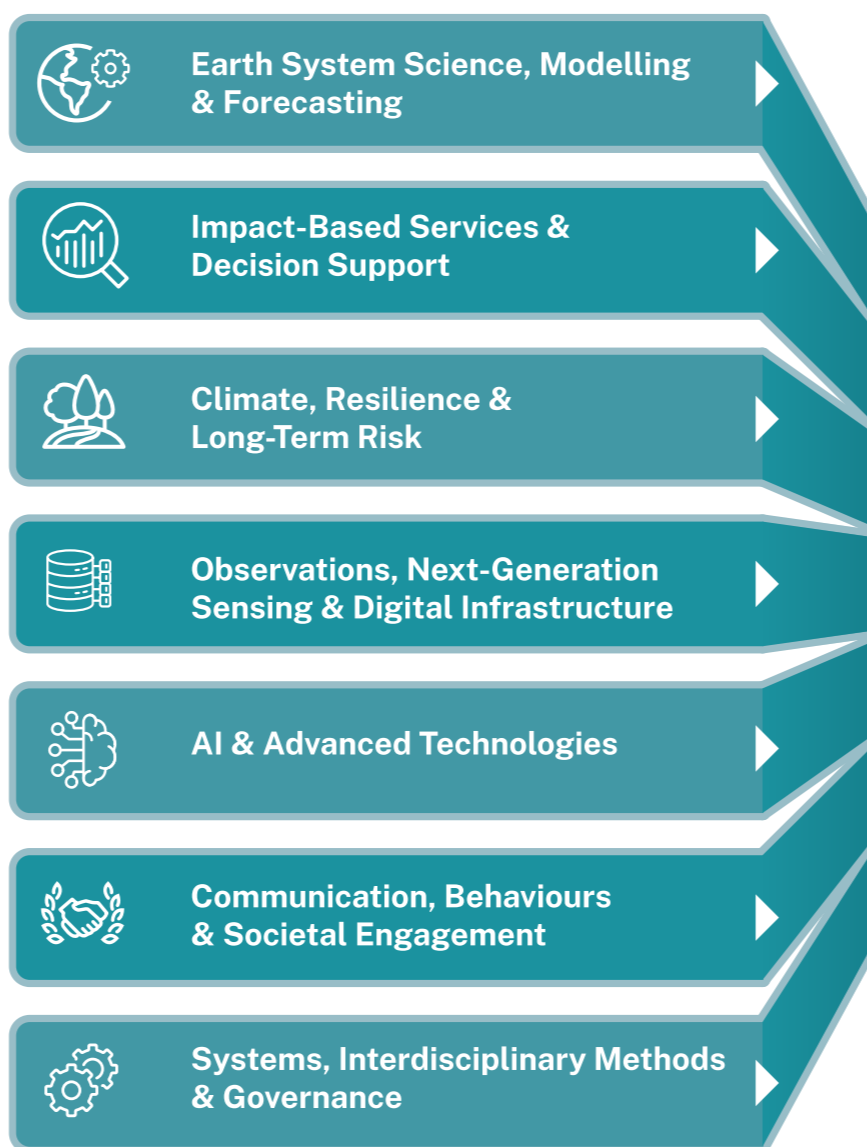 Earth System Science, Modelling
& Forecasting
Impact-Based Services &
Decision Support
Climate, Resilience &
Long-Term Risk
Observations, Next-Generation
Sensing & Digital Infrastructure
AI & Advanced Technologies
Communication, Behaviours
& Societal Engagement
Systems, Interdisciplinary Methods
& Governance